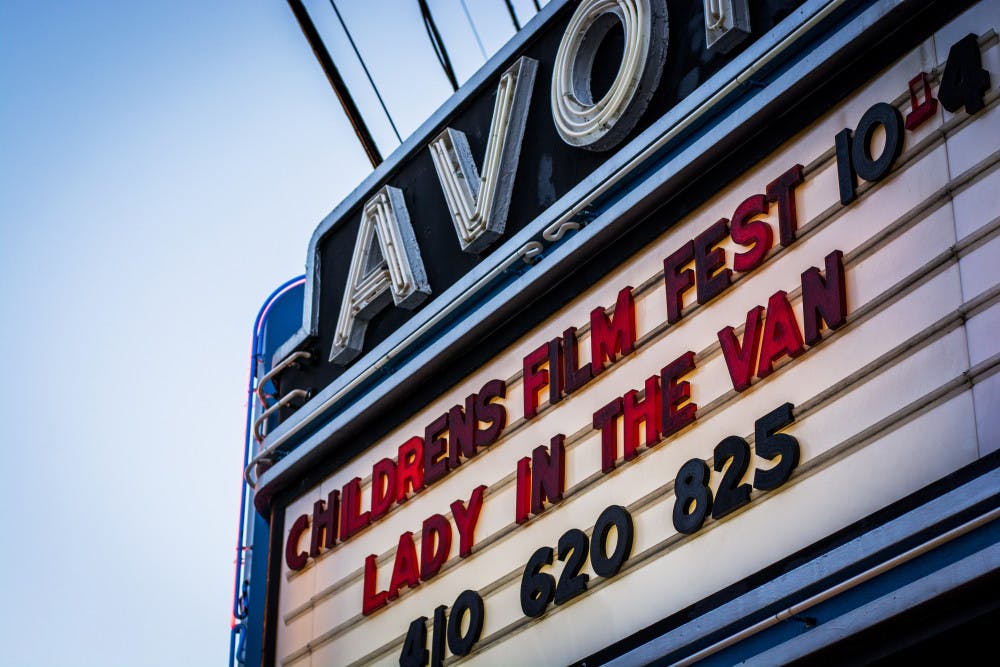 AVO
CHILDRENS FILM FEST 10 4
LADY IN THE VAN
410 620 825